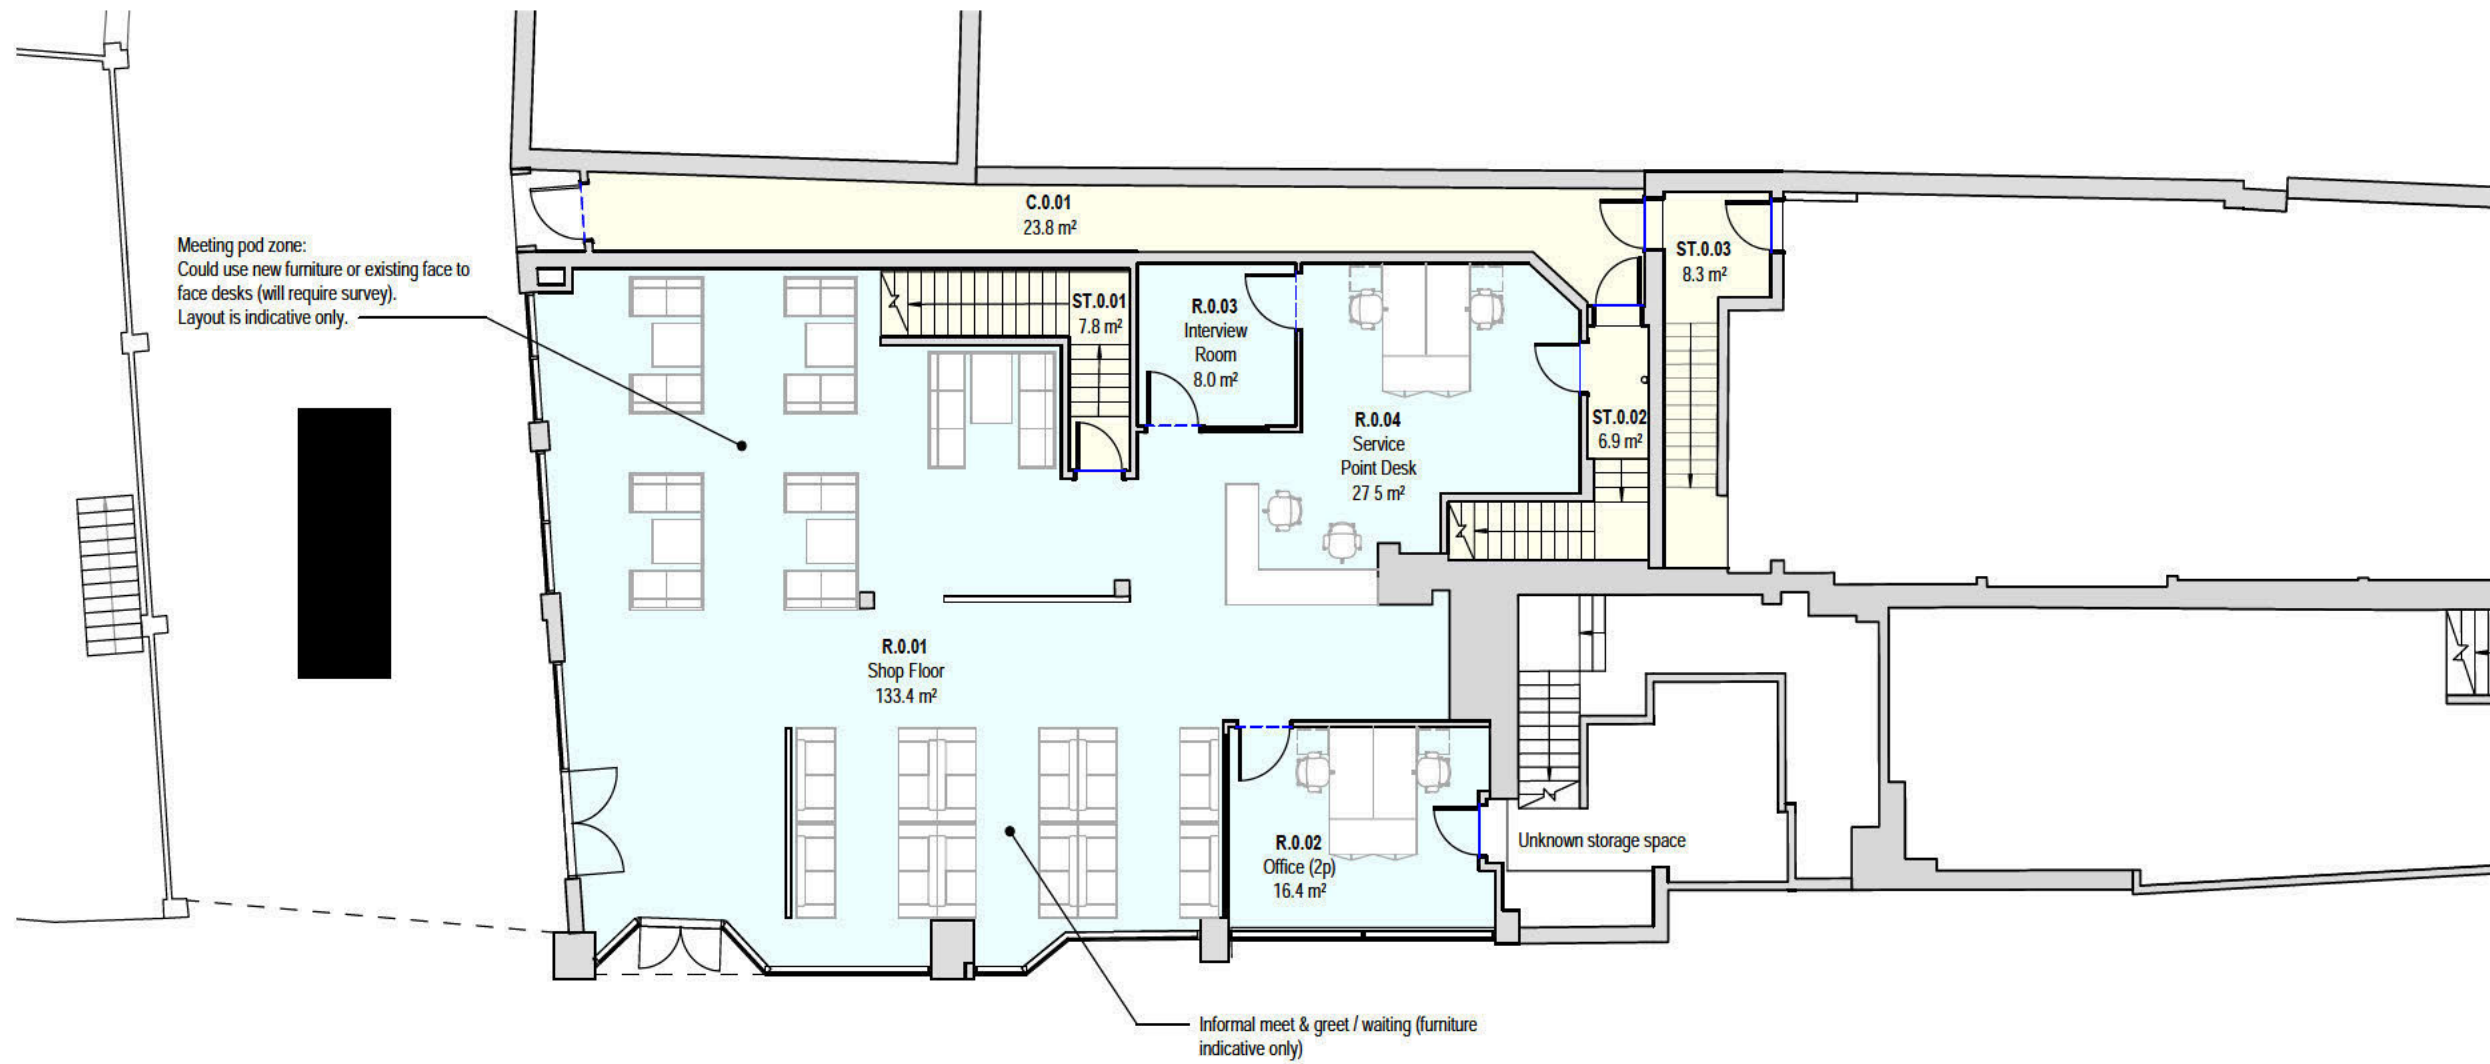 C.0.01
23.8 m²
Meeting pod zone:
Could use new furniture or existing face to
face desks (will require survey).
Layout is indicative only.
ST.0.03
8.3 m²
ST.0.01
7.8 m²
R.0.03
Interview
Room
8.0 m²
R.0.04
Service
Point Desk
27 5 m²
ST.0.02
6.9 m²
R.0.01
Shop Floor
133.4 m²
R.0.02
Office (2p)
16.4 m²
Unknown storage space
Informal meet & greet / waiting (furniture
indicative only)